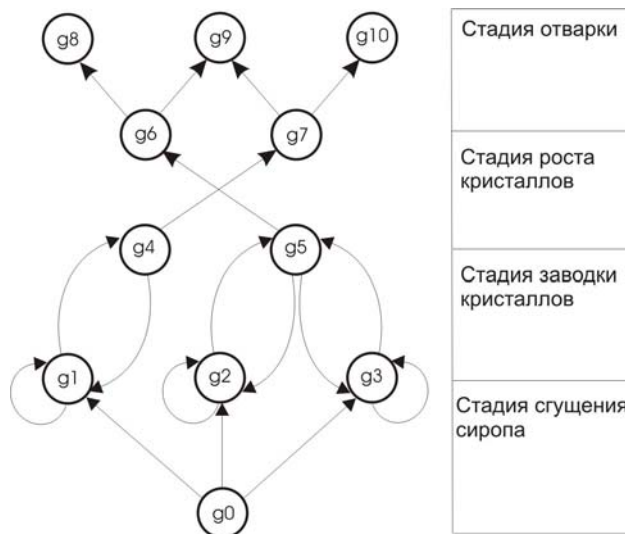 g8
g9
g10
Стадия отварки
g6
g7
Стадия роста
кристаллов
g4
g5
Стадия заводки
кристаллов
g1
g2
g3
Стадия сгущения
сиропа
g0